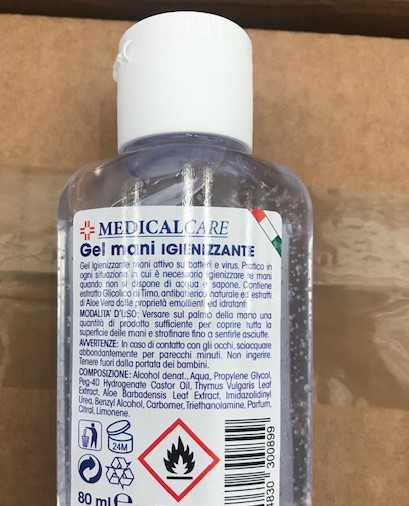 MEDICALCARE
Gel mani IGIENIZZANTE
Gel Igienizzante mani attivo su batteri e virus. Pratico in
ogni situazione in cui è necessario igienizzare le mani
quando non si dispone di acqua e sapone. Contiene
estratto Glicolico di Timo, antibatterico naturale ed estratti
di Aloe Vera dalle proprietà emollienti ed idratanti.
MODALITA' D'USO: Versare sul palmo della mano una
quantità di prodotto sufficiente per coprire tutta la
superficie delle mani e strofinare fino a sentirle asciutte.
AVVERTENZE: In caso di contatto con gli occhi, sciacquare
abbondantemente per parecchi minuti. Non ingerire.
Tenere fuori dalla portata dei bambini.
COMPOSIZIONE: Alcohol denat., Aqua, Propylene Glycol,
Peg-40 Hydrogenate Castor Oil, Thymus Vulgaris Leaf
Extract, Aloe Barbadensis Leaf Extract, Imidazolidinyl
Urea, Benzyl Alcohol, Carbomer, Triethanolamine, Parfum,
Citral, Limonene.
24M
80 ml e
4830 300899